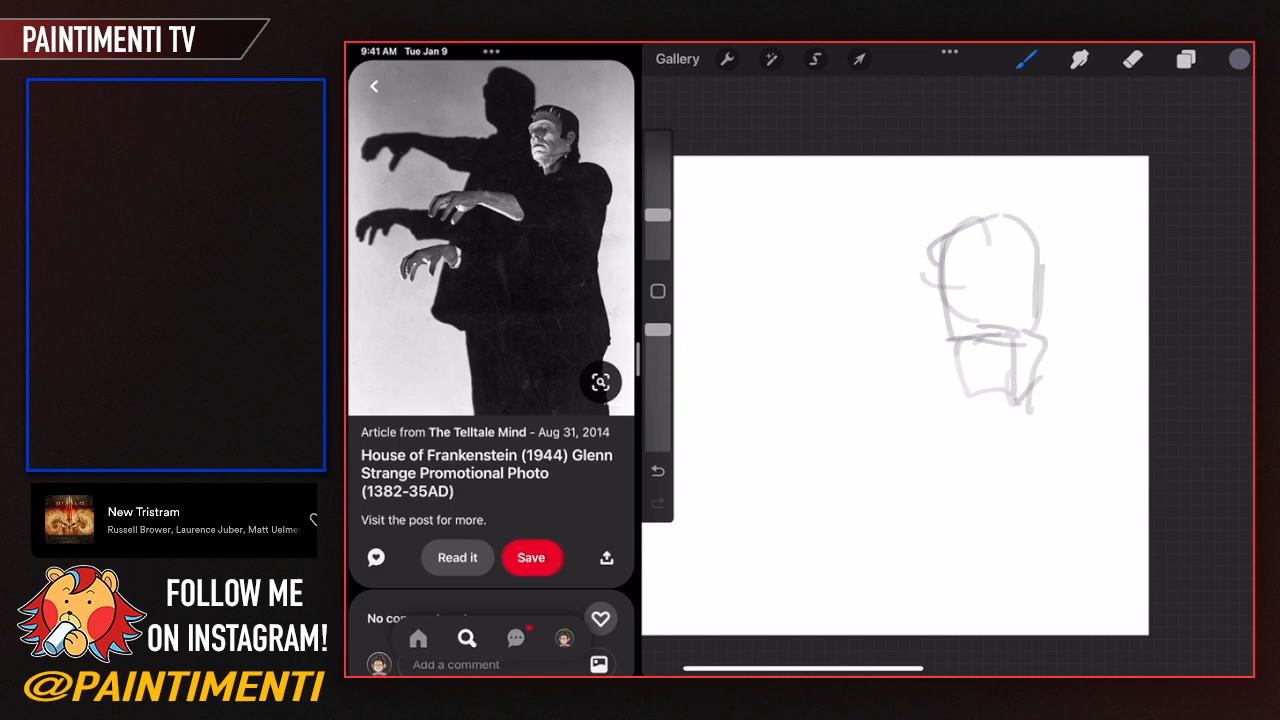 PAINTIMENTI TV
9:41 AM Tue Jan 9
Gallery
Article from The Telltale Mind - Aug 31, 2014
House of Frankenstein (1944) Glenn
Strange Promotional Photo
(1382-35AD)
Visit the post for more.
Read it
Save
No
Add a comment
New Tristram
Russell Brower, Laurence Juber, Matt Uelme
FOLLOW ME
ON INSTAGRAM!
@PAINTIMENTI